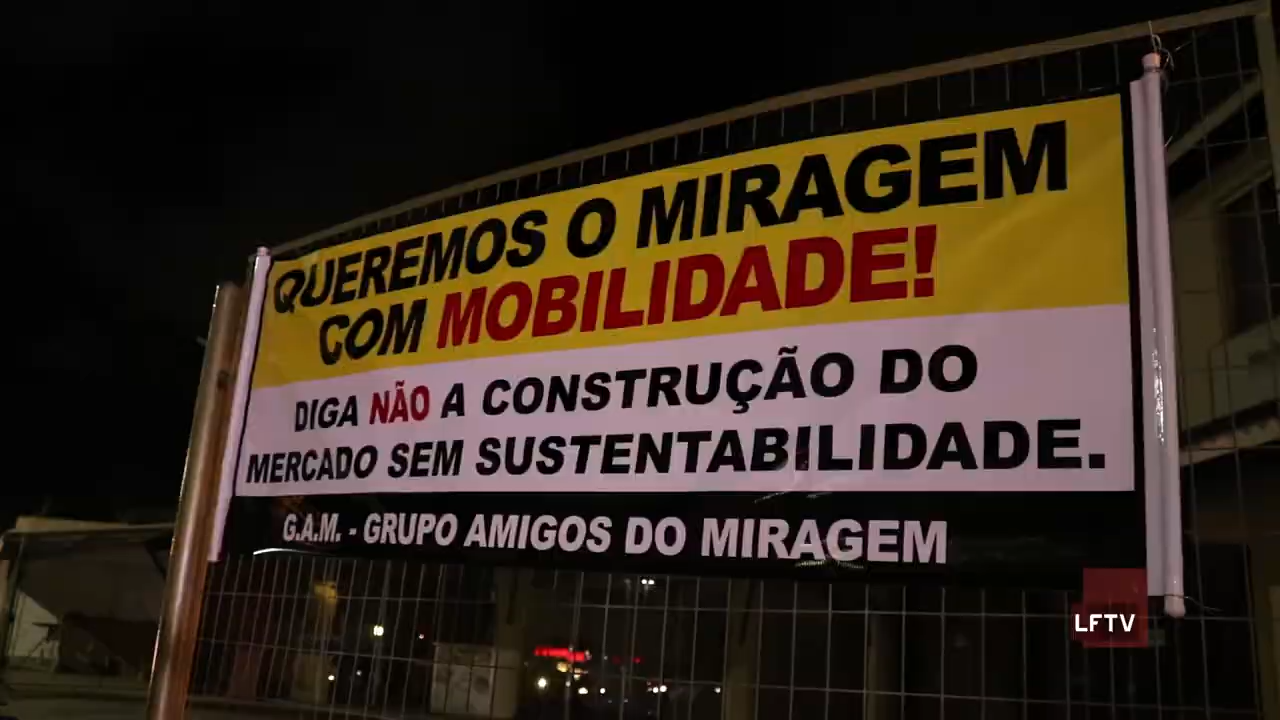 QUEREMOS O MIRAGEM
COM MOBILIDADE!
DIGA NÃO A CONSTRUÇÃO DO
MERCADO SEM SUSTENTABILIDADE.
G.A.M. - GRUPO AMIGOS DO MIRAGEM
LFTV